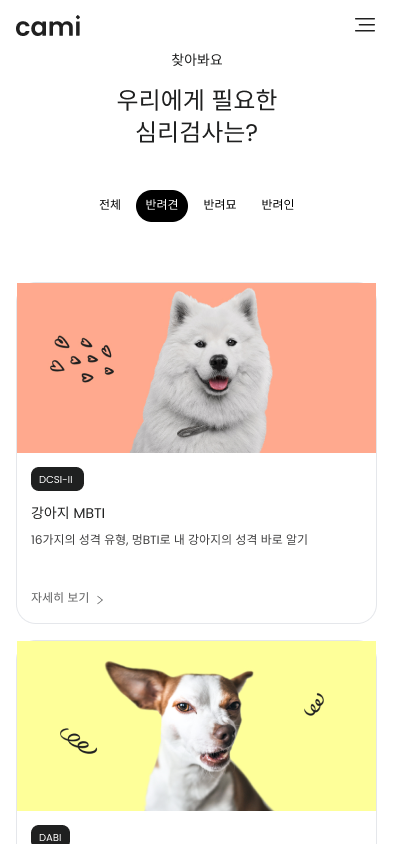 cami
찾아봐요
우리에게 필요한
심리검사는?
전체 반려견 반려묘 반려인
DCSI-II
강아지 MBTI
16가지의 성격 유형, 멍BTI로 내 강아지의 성격 바로 알기
자세히 보기
DABI